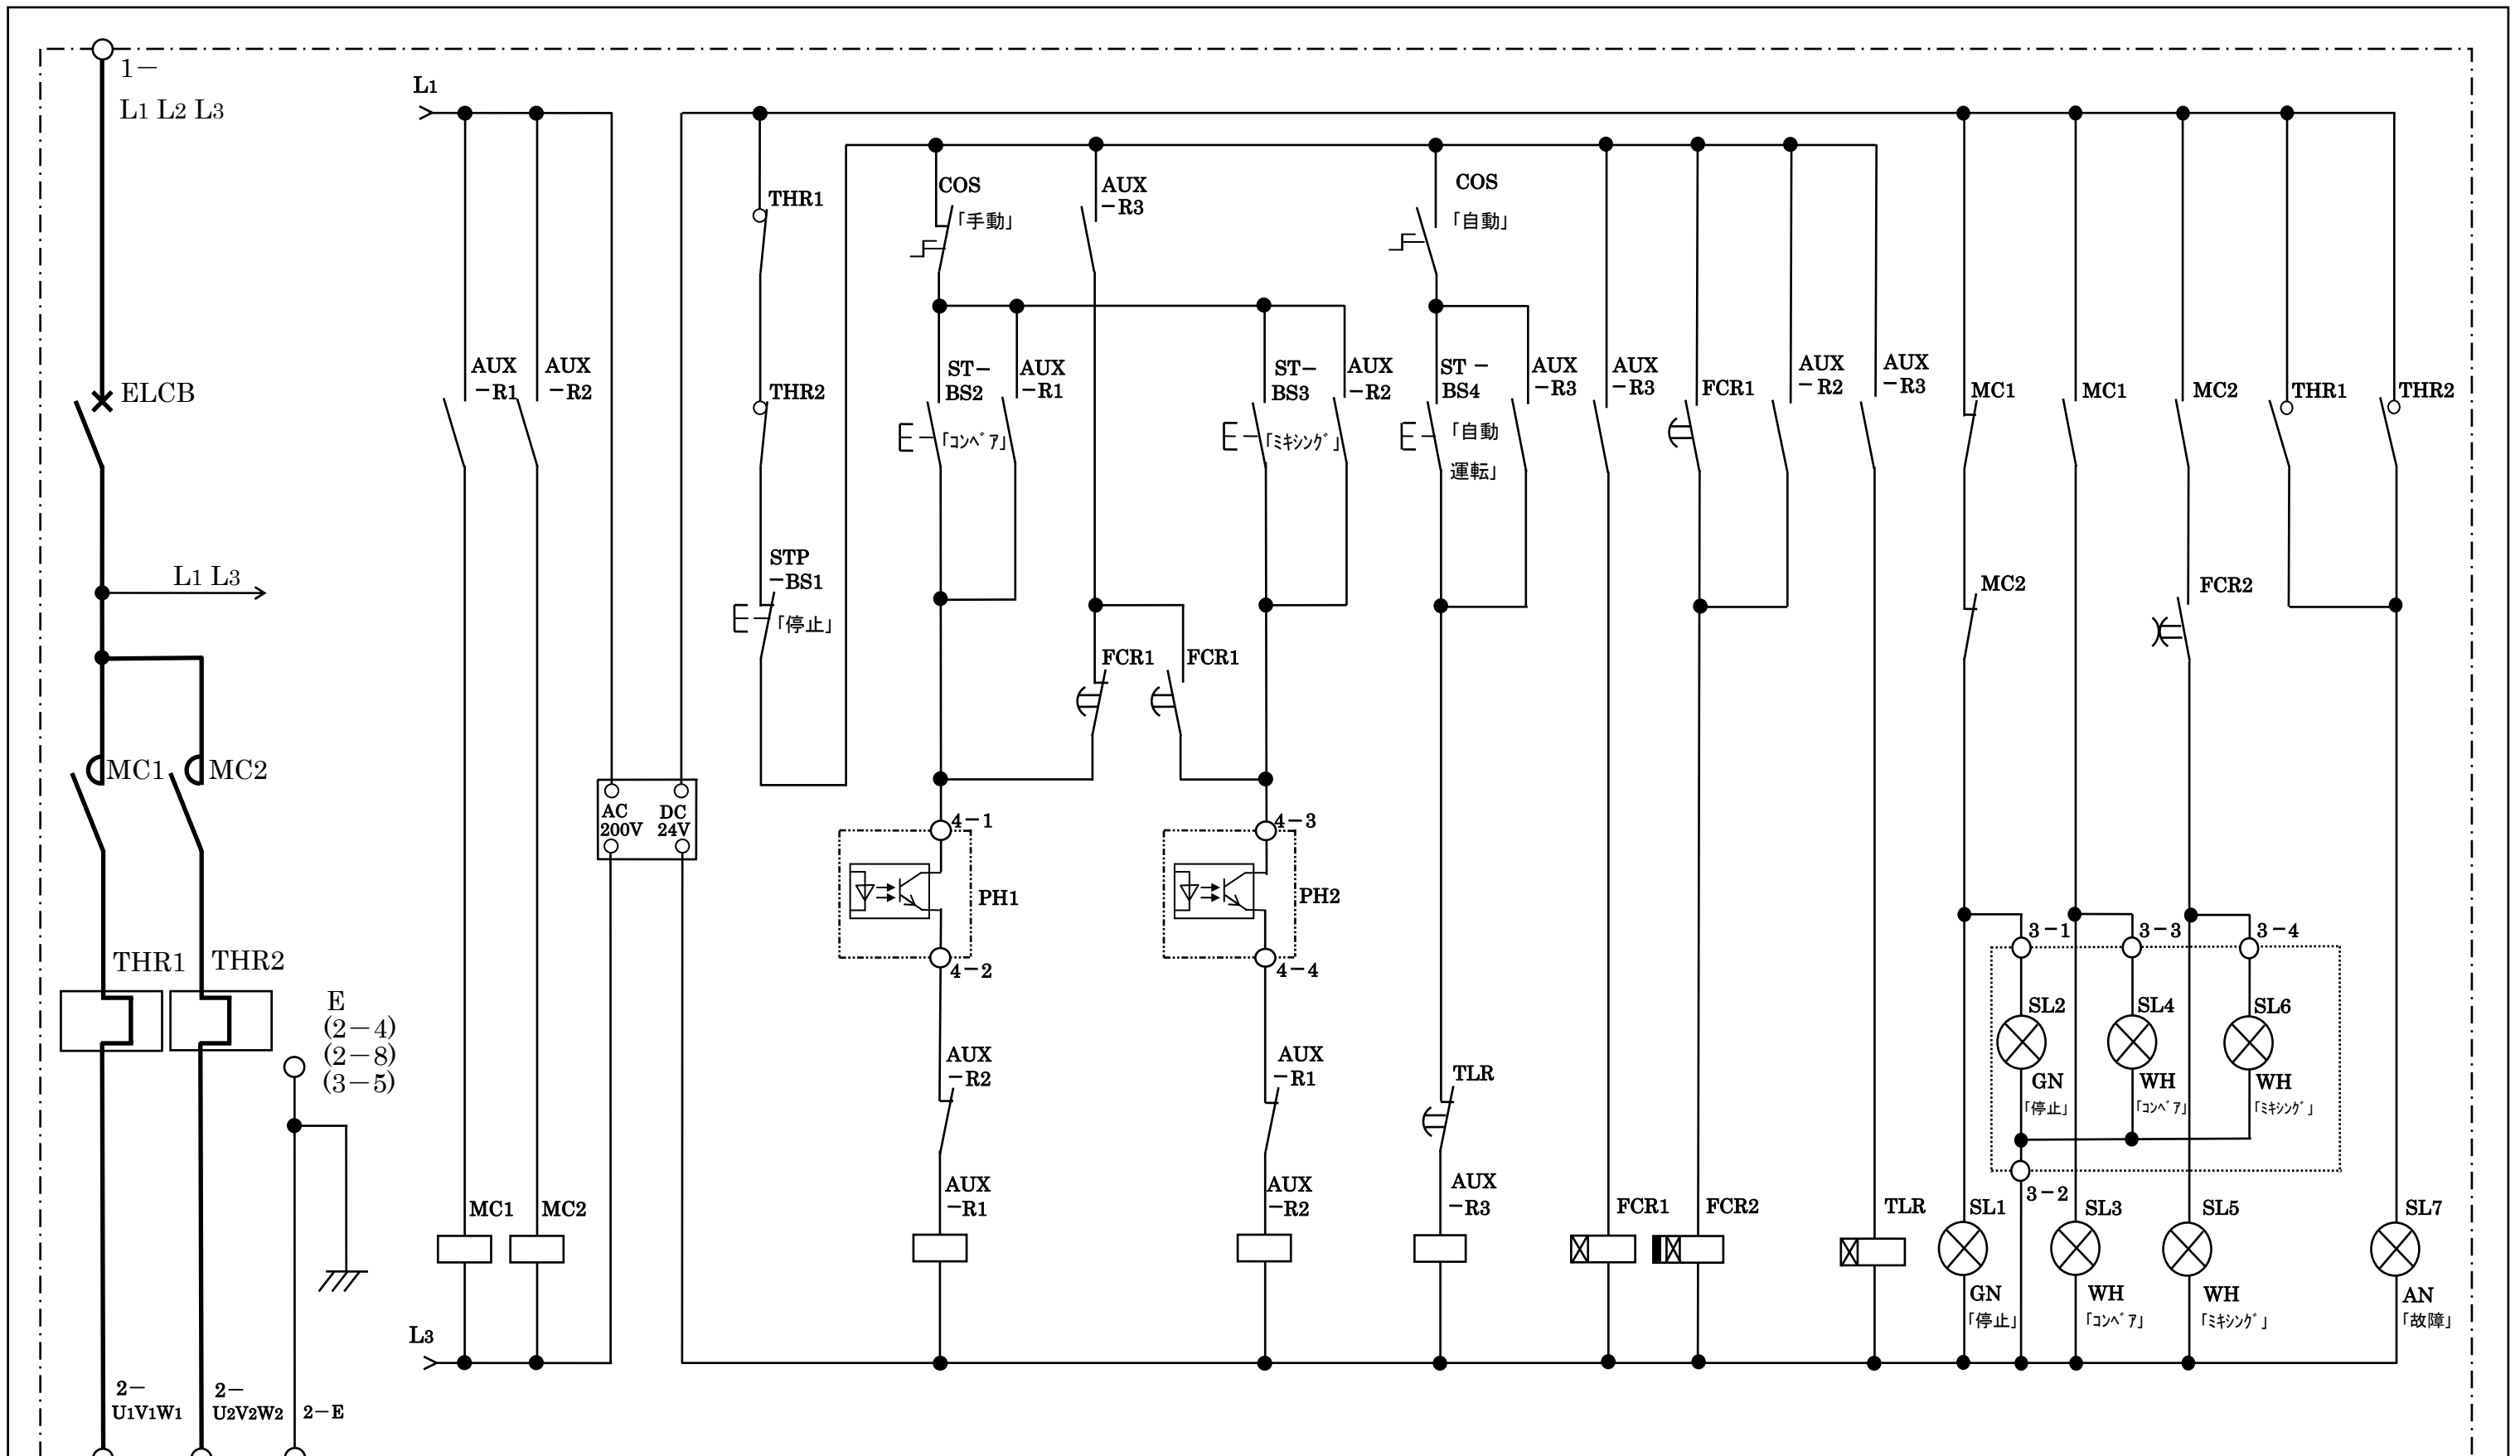 1－
L1 L2 L3
ELCB
L1 L3
MC1
MC2
THR1
THR2
E
(2－4)
(2－8)
(3－5)
2－
U1V1W1
2－
U2V2W2
2－E
L1
AUX
－R1
AUX
－R2
MC1
MC2
L3
AC
200V
DC
24V
THR1
THR2
STP
－BS1
「停止」
COS
「手動」
AUX
－R3
COS
「自動」
ST－
BS2
「コンベア」
AUX
－R1
ST－
BS3
「ミキシング」
AUX
－R2
ST－
BS4
「自動
運転」
AUX
－R3
AUX
－R3
FCR1
AUX
－R2
AUX
－R3
FCR1
FCR1
4－1
PH1
4－2
4－3
PH2
4－4
AUX
－R2
AUX
－R1
TLR
AUX
－R1
AUX
－R2
AUX
－R3
FCR1
FCR2
TLR
MC1
MC1
MC2
THR1
THR2
MC2
FCR2
3－1
3－3
3－4
SL2
GN
「停止」
SL4
WH
「コンベア」
SL6
WH
「ミキシング」
3－2
SL1
GN
「停止」
SL3
WH
「コンベア」
SL5
WH
「ミキシング」
SL7
AN
「故障」